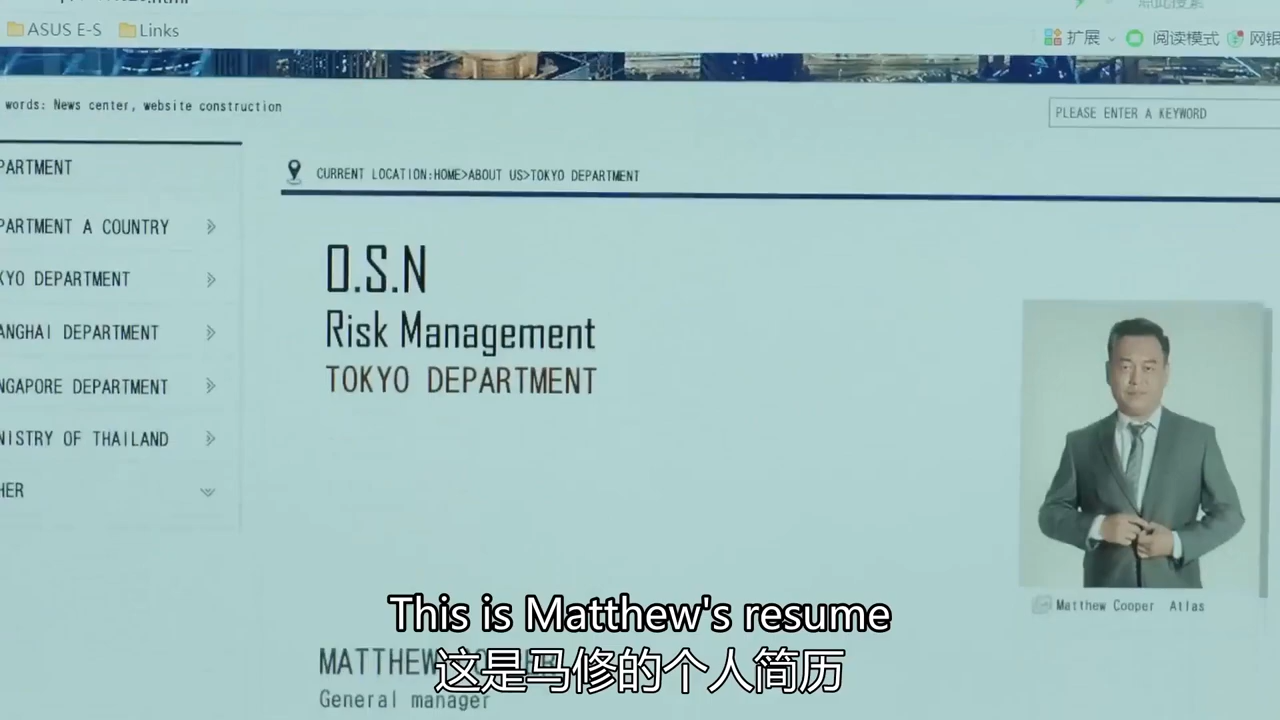 ASUS E-S
Links
扩展
阅读模式
words: News center, website construction
PLEASE ENTER A KEYWORD
CURRENT LOCATION:HOME>ABOUT US>TOKYO DEPARTMENT
PARTMENT
PARTMENT A COUNTRY
KYO DEPARTMENT
ANGHAI DEPARTMENT
NGAPORE DEPARTMENT
NISTRY OF THAILAND
HER
O.S.N
Risk Management
TOKYO DEPARTMENT
Matthew Cooper Atlas
This is Matthew's resume
MATTHEW
这是马修的个人简历
General manager